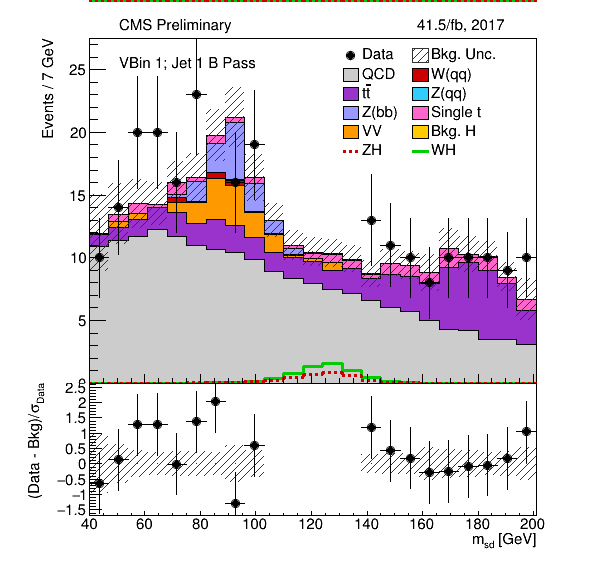 CMS Preliminary 41.5/fb, 2017
Events / 7 GeV
VBin 1; Jet 1 B Pass
Data Bkg. Unc.
QCD W(qq)
tt̄ Z(qq)
Z(bb) Single t
VV Bkg. H
ZH WH
25
20
15
10
5
0
(Data - Bkg)/σData
2.5
2
1.5
1
0.5
0
−0.5
−1
−1.5
40 60 80 100 120 140 160 180 200
msd [GeV]